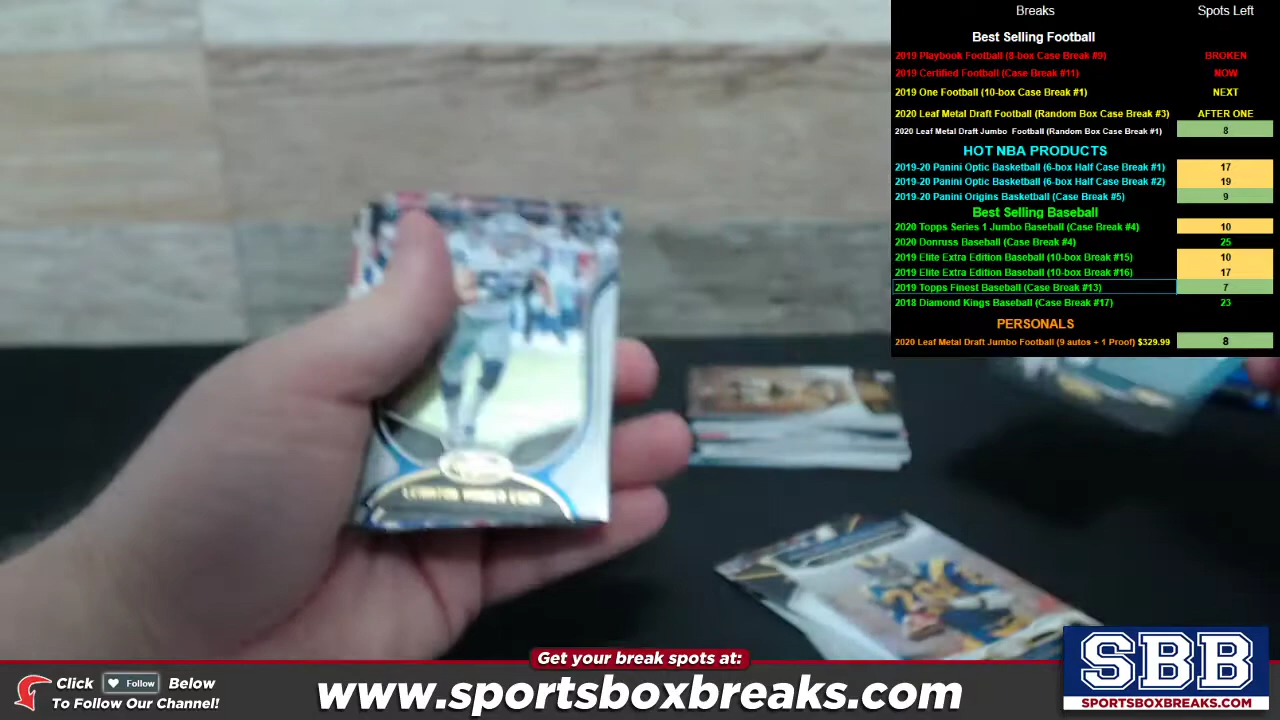 Breaks Spots Left
Best Selling Football
2019 Playbook Football (8-box Case Break #9) BROKEN
2019 Certified Football (Case Break #11) NOW
2019 One Football (10-box Case Break #1) NEXT
2020 Leaf Metal Draft Football (Random Box Case Break #3) AFTER ONE
2020 Leaf Metal Draft Jumbo Football (Random Box Case Break #1) 8
HOT NBA PRODUCTS
2019-20 Panini Optic Basketball (6-box Half Case Break #1) 17
2019-20 Panini Optic Basketball (6-box Half Case Break #2) 19
2019-20 Panini Origins Basketball (Case Break #5) 9
Best Selling Baseball
2020 Topps Series 1 Jumbo Baseball (Case Break #4) 10
2020 Donruss Baseball (Case Break #4) 25
2019 Elite Extra Edition Baseball (10-box Break #15) 10
2019 Elite Extra Edition Baseball (10-box Break #16) 17
2019 Topps Finest Baseball (Case Break #13) 7
2018 Diamond Kings Baseball (Case Break #17) 23
PERSONALS
2020 Leaf Metal Draft Jumbo Football (9 autos + 1 Proof) $329.99 8
Get your break spots at:
Click Follow Below
To Follow Our Channel!
www.sportsboxbreaks.com
SBB
SPORTSBOXBREAKS.COM